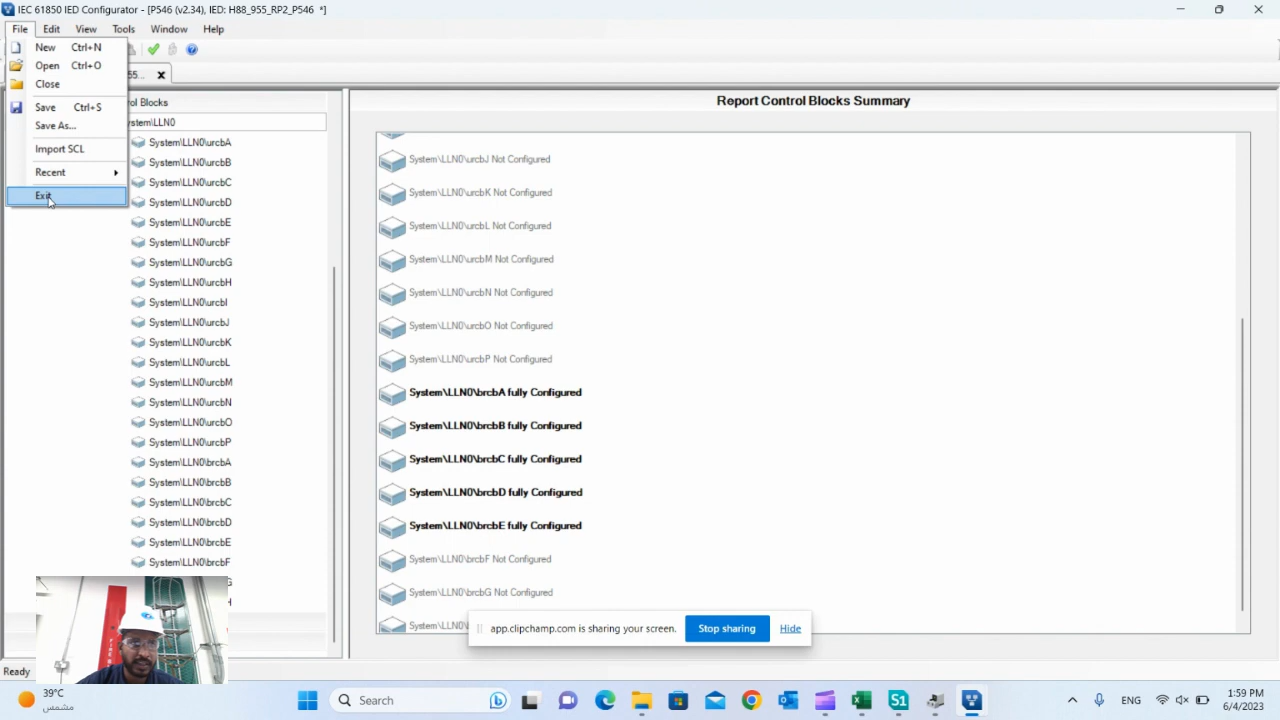 IEC 61850 IED Configurator - [P546 (v2.34), IED: H88_955_RP2_P546 *]
File Edit View Tools Window Help
New Ctrl+N
Open Ctrl+O
Close
Save Ctrl+S
Save As...
Import SCL
Recent
Exit
55...
ol Blocks
ystem\LLN0
System\LLN0\urcbA
System\LLN0\urcbB
System\LLN0\urcbC
System\LLN0\urcbD
System\LLN0\urcbE
System\LLN0\urcbF
System\LLN0\urcbG
System\LLN0\urcbH
System\LLN0\urcbI
System\LLN0\urcbJ
System\LLN0\urcbK
System\LLN0\urcbL
System\LLN0\urcbM
System\LLN0\urcbN
System\LLN0\urcbO
System\LLN0\urcbP
System\LLN0\brcbA
System\LLN0\brcbB
System\LLN0\brcbC
System\LLN0\brcbD
System\LLN0\brcbE
System\LLN0\brcbF
G
H
Report Control Blocks Summary
System\LLN0\urcbJ Not Configured
System\LLN0\urcbK Not Configured
System\LLN0\urcbL Not Configured
System\LLN0\urcbM Not Configured
System\LLN0\urcbN Not Configured
System\LLN0\urcbO Not Configured
System\LLN0\urcbP Not Configured
System\LLN0\brcbA fully Configured
System\LLN0\brcbB fully Configured
System\LLN0\brcbC fully Configured
System\LLN0\brcbD fully Configured
System\LLN0\brcbE fully Configured
System\LLN0\brcbF Not Configured
System\LLN0\brcbG Not Configured
System\LLN0\
app.clipchamp.com is sharing your screen. Stop sharing Hide
Ready
39°C
مشمس
Search
S1
ENG
1:59 PM
6/4/2023